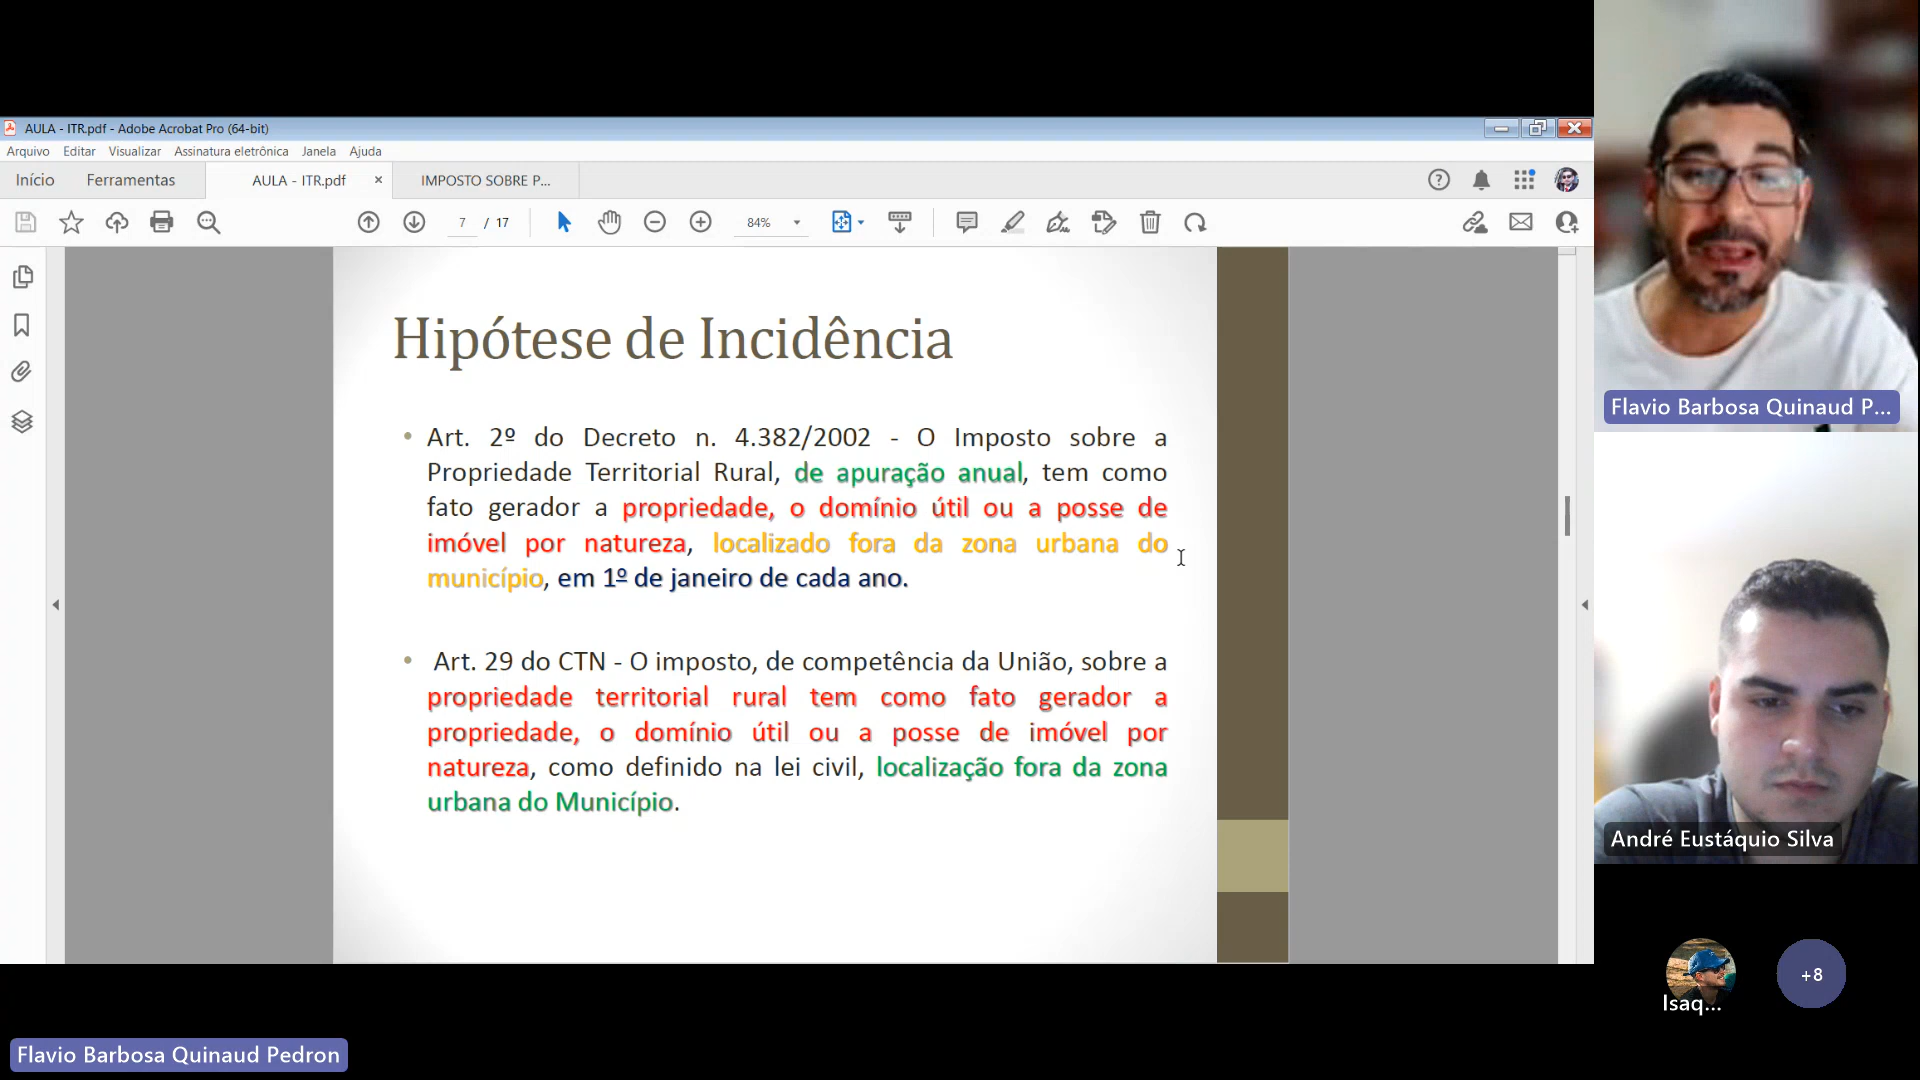 AULA - ITR.pdf - Adobe Acrobat Pro (64-bit)
Arquivo Editar Visualizar Assinatura eletrônica Janela Ajuda
Início Ferramentas AULA - ITR.pdf × IMPOSTO SOBRE P...
7 / 17 84%
Hipótese de Incidência
• Art. 2º do Decreto n. 4.382/2002 - O Imposto sobre a
Propriedade Territorial Rural, de apuração anual, tem como
fato gerador a propriedade, o domínio útil ou a posse de
imóvel por natureza, localizado fora da zona urbana do
município, em 1º de janeiro de cada ano.
• Art. 29 do CTN - O imposto, de competência da União, sobre a
propriedade territorial rural tem como fato gerador a
propriedade, o domínio útil ou a posse de imóvel por
natureza, como definido na lei civil, localização fora da zona
urbana do Município.
Flavio Barbosa Quinaud P...
André Eustáquio Silva
Isaq...
+8
Flavio Barbosa Quinaud Pedron